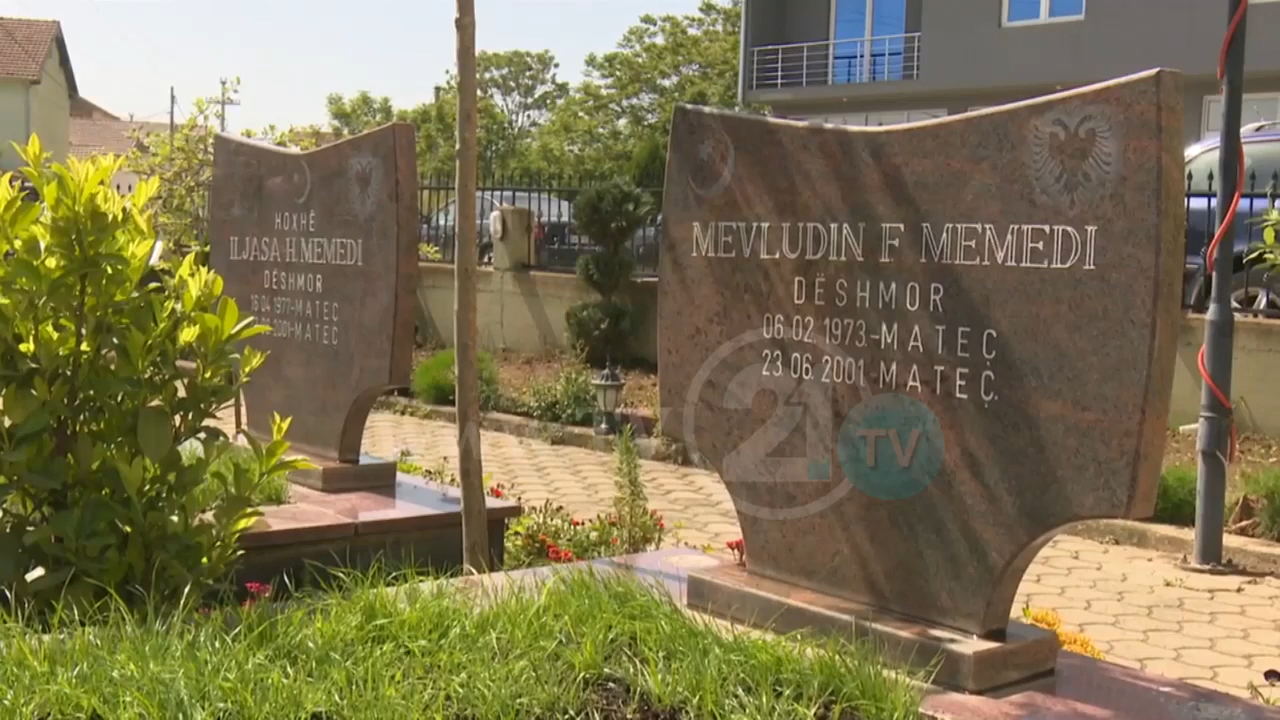 HOXHË
ILJASA H. MEMEDI
DËSHMOR
16.04.1977-MATEÇ
2001-MATEÇ
MEVLUDIN F MEMEDI
DËSHMOR
06.02.1973.-MATEÇ
23.06.2001-MATEÇ.
21
TV